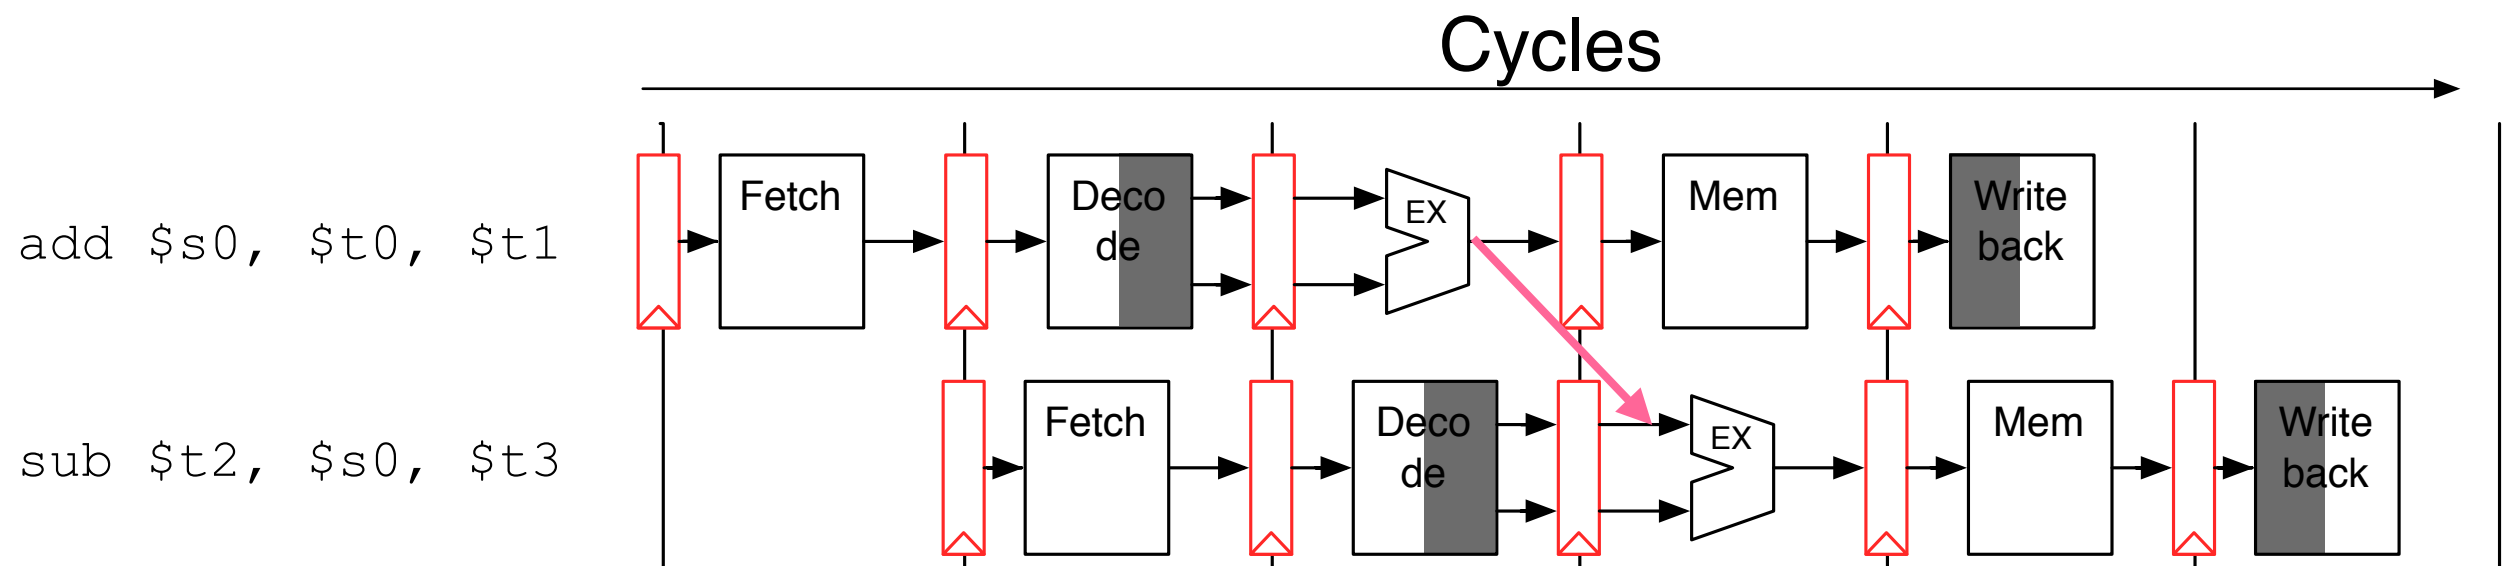 Cycles
add $s0, $t0, $t1
Fetch
Deco
de
EX
Mem
Write
back
sub $t2, $s0, $t3
Fetch
Deco
de
EX
Mem
Write
back